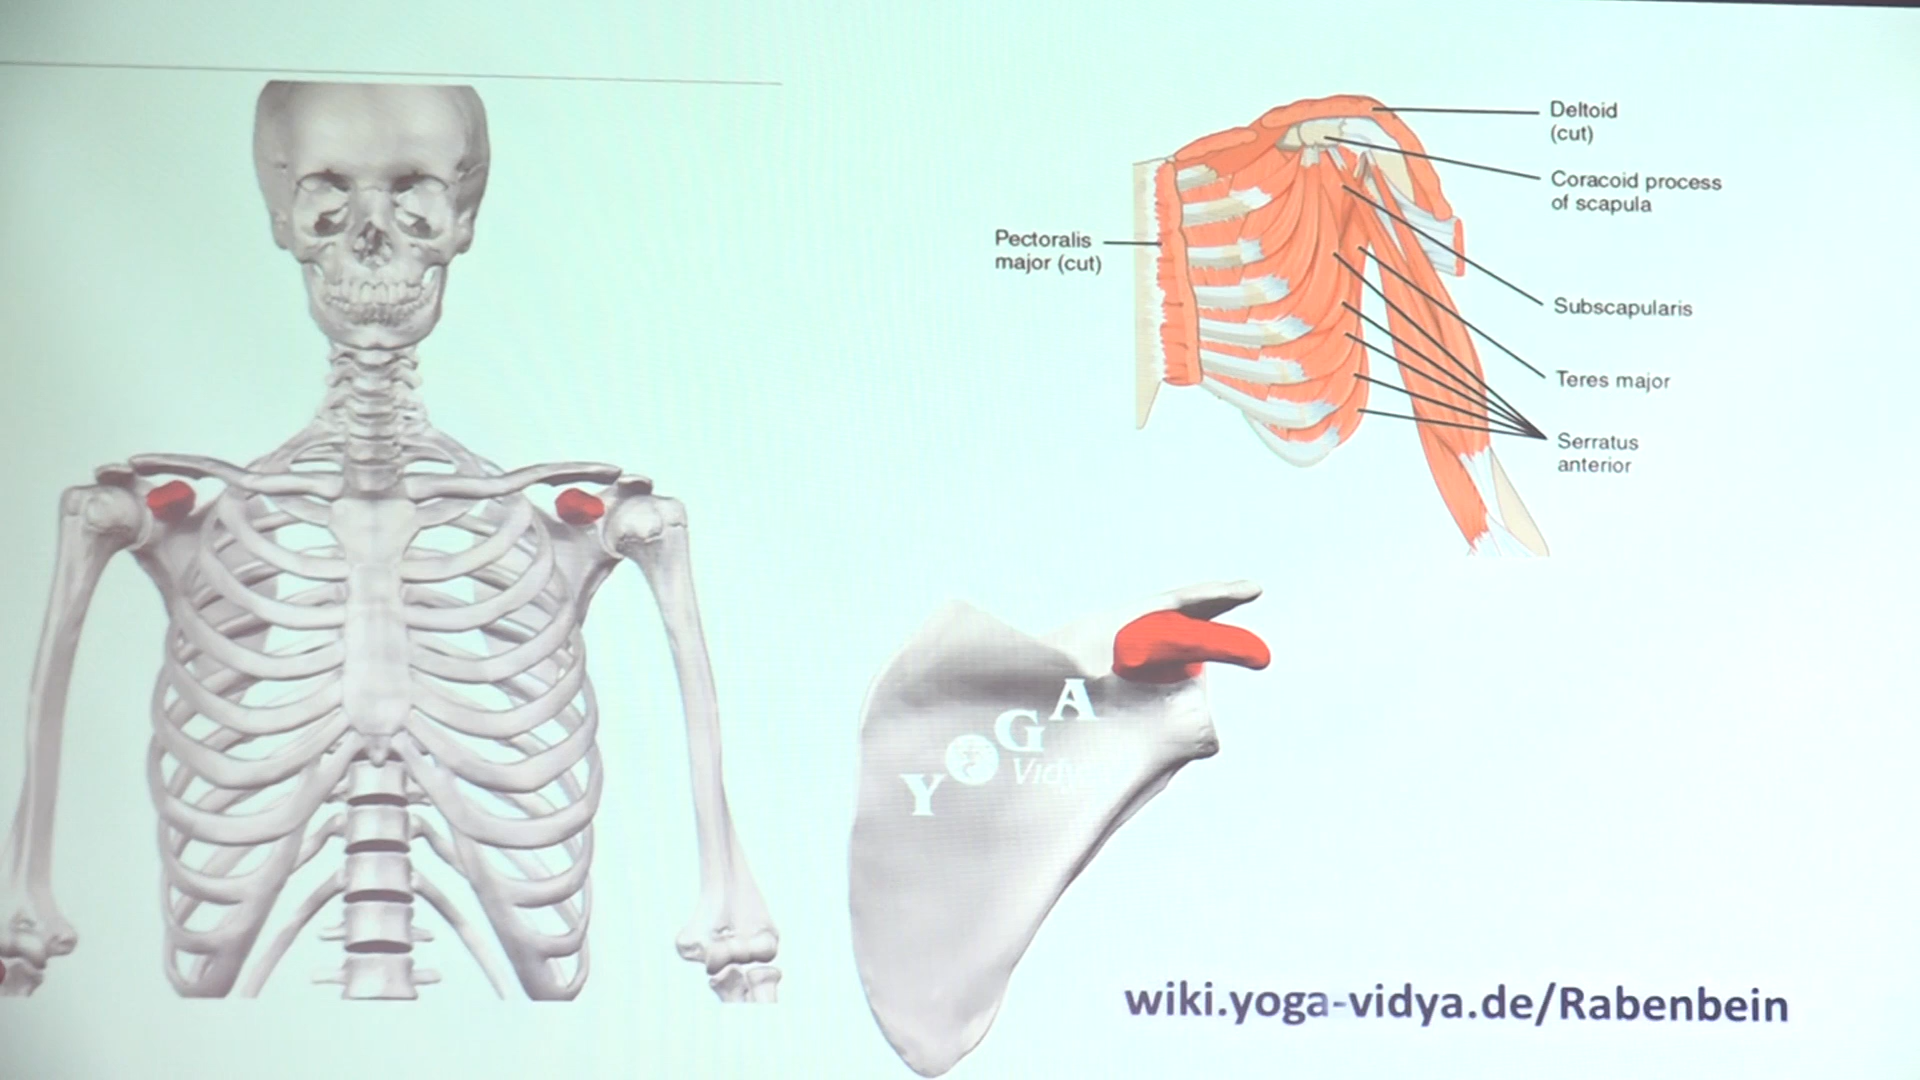 Deltoid
(cut)
Coracoid process
of scapula
Pectoralis
major (cut)
Subscapularis
Teres major
Serratus
anterior
YOGA
Vidya
wiki.yoga-vidya.de/Rabenbein